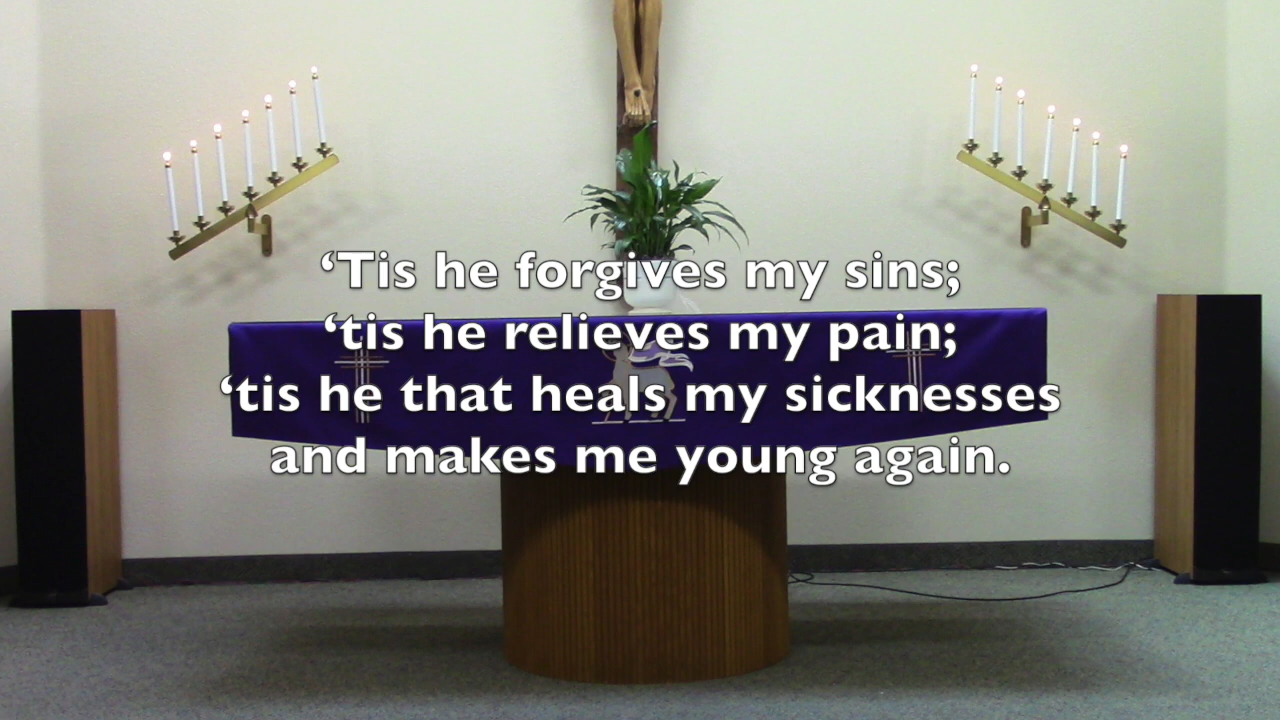 ‘Tis he forgives my sins;
‘tis he relieves my pain;
‘tis he that heals my sicknesses
and makes me young again.